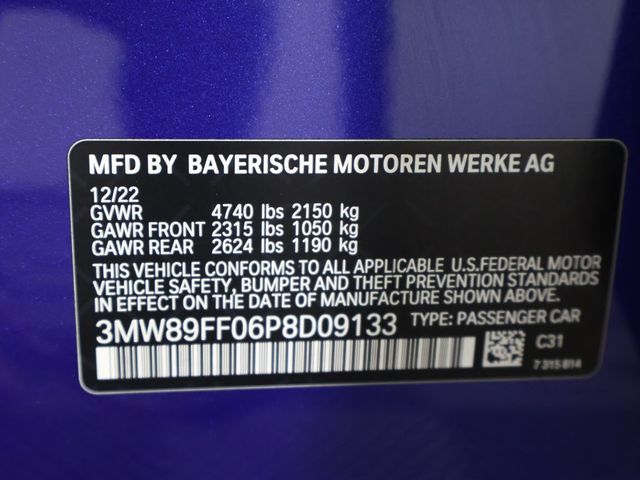 MFD BY BAYERISCHE MOTOREN WERKE AG
12/22
GVWR 4740 lbs 2150 kg
GAWR FRONT 2315 lbs 1050 kg
GAWR REAR 2624 lbs 1190 kg
THIS VEHICLE CONFORMS TO ALL APPLICABLE U.S.FEDERAL MOTOR
VEHICLE SAFETY, BUMPER AND THEFT PREVENTION STANDARDS
IN EFFECT ON THE DATE OF MANUFACTURE SHOWN ABOVE.
3MW89FF06P8D09133 TYPE: PASSENGER CAR
C31
7 315 814